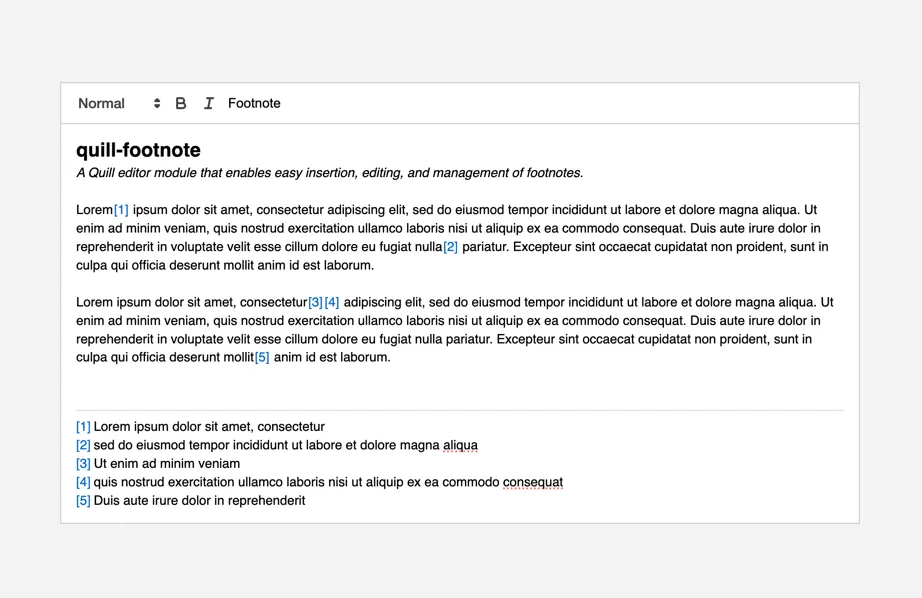 Normal B I Footnote
quill-footnote
A Quill editor module that enables easy insertion, editing, and management of footnotes.
Lorem[1] ipsum dolor sit amet, consectetur adipiscing elit, sed do eiusmod tempor incididunt ut labore et dolore magna aliqua. Ut
enim ad minim veniam, quis nostrud exercitation ullamco laboris nisi ut aliquip ex ea commodo consequat. Duis aute irure dolor in
reprehenderit in voluptate velit esse cillum dolore eu fugiat nulla[2] pariatur. Excepteur sint occaecat cupidatat non proident, sunt in
culpa qui officia deserunt mollit anim id est laborum.
Lorem ipsum dolor sit amet, consectetur[3][4] adipiscing elit, sed do eiusmod tempor incididunt ut labore et dolore magna aliqua. Ut
enim ad minim veniam, quis nostrud exercitation ullamco laboris nisi ut aliquip ex ea commodo consequat. Duis aute irure dolor in
reprehenderit in voluptate velit esse cillum dolore eu fugiat nulla pariatur. Excepteur sint occaecat cupidatat non proident, sunt in
culpa qui officia deserunt mollit[5] anim id est laborum.
[1] Lorem ipsum dolor sit amet, consectetur
[2] sed do eiusmod tempor incididunt ut labore et dolore magna aliqua
[3] Ut enim ad minim veniam
[4] quis nostrud exercitation ullamco laboris nisi ut aliquip ex ea commodo consequat
[5] Duis aute irure dolor in reprehenderit